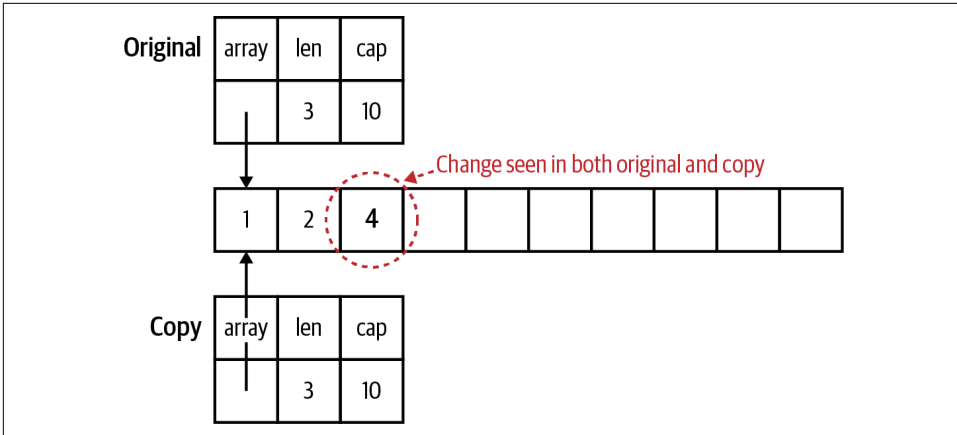 Original array len cap
3 10
Change seen in both original and copy
1 2 4
Copy array len cap
3 10